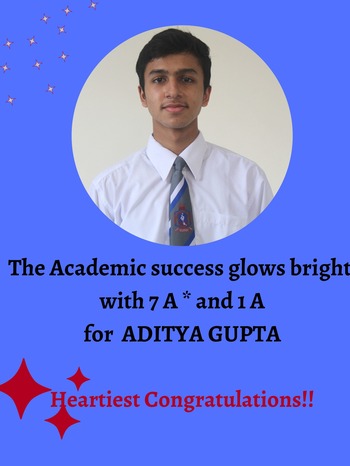 The Academic success glows bright
with 7 A * and 1 A
for ADITYA GUPTA
Heartiest Congratulations!!